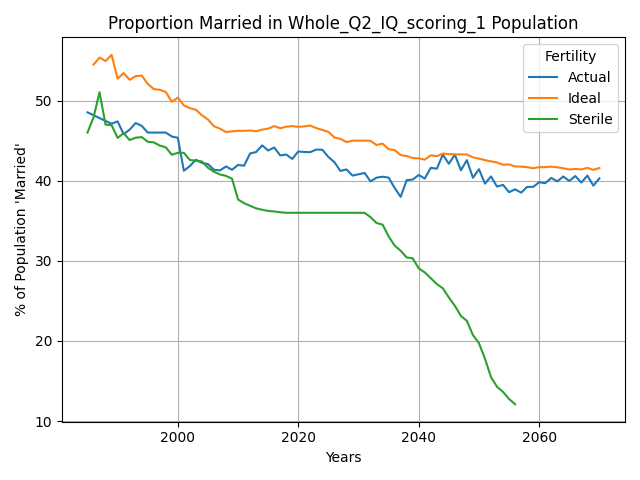 Proportion Married in Whole_Q2_IQ_scoring_1 Population
% of Population 'Married'
50
40
30
20
10
Fertility
Actual
Ideal
Sterile
2000
2020
2040
2060
Years